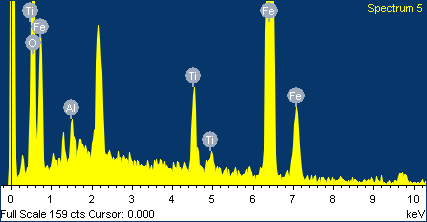 Spectrum 5
Ti
Fe
O
Al
Ti
Ti
Fe
Fe
0 1 2 3 4 5 6 7 8 9 10
Full Scale 159 cts Cursor: 0.000 keV